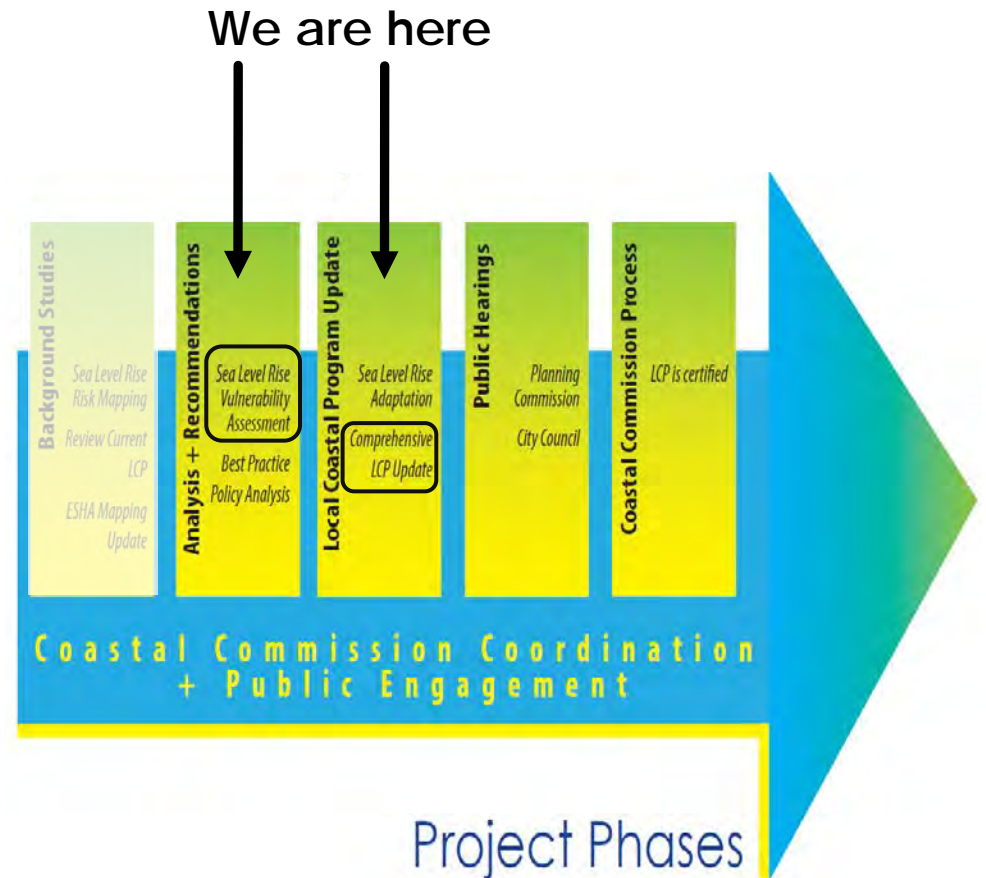 We are here
Background Studies
Sea Level Rise
Risk Mapping
Review Current
LCP
ESHA Mapping
Update
Analysis + Recommendations
Sea Level Rise
Vulnerability
Assessment
Best Practice
Policy Analysis
Local Coastal Program Update
Sea Level Rise
Adaptation
Comprehensive
LCP Update
Public Hearings
Planning
Commission
City Council
Coastal Commission Process
LCP is certified
Coastal Commission Coordination
+ Public Engagement
Project Phases